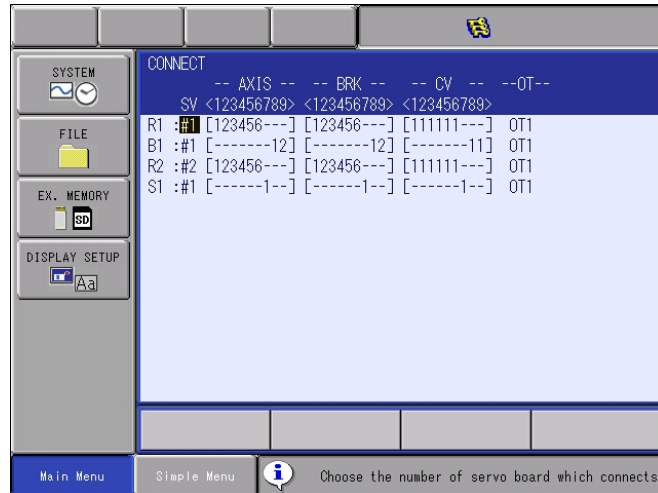 SYSTEM
FILE
EX. MEMORY
SD
DISPLAY SETUP
Aa
CONNECT
-- AXIS -- -- BRK -- -- CV -- --OT--
SV <123456789> <123456789> <123456789>
R1 :#1 [123456---] [123456---] [111111---] OT1
B1 :#1 [-------12] [-------12] [-------11] OT1
R2 :#2 [123456---] [123456---] [111111---] OT1
S1 :#1 [------1--] [------1--] [------1--] OT1
Main Menu
Simple Menu
Choose the number of servo board which connects